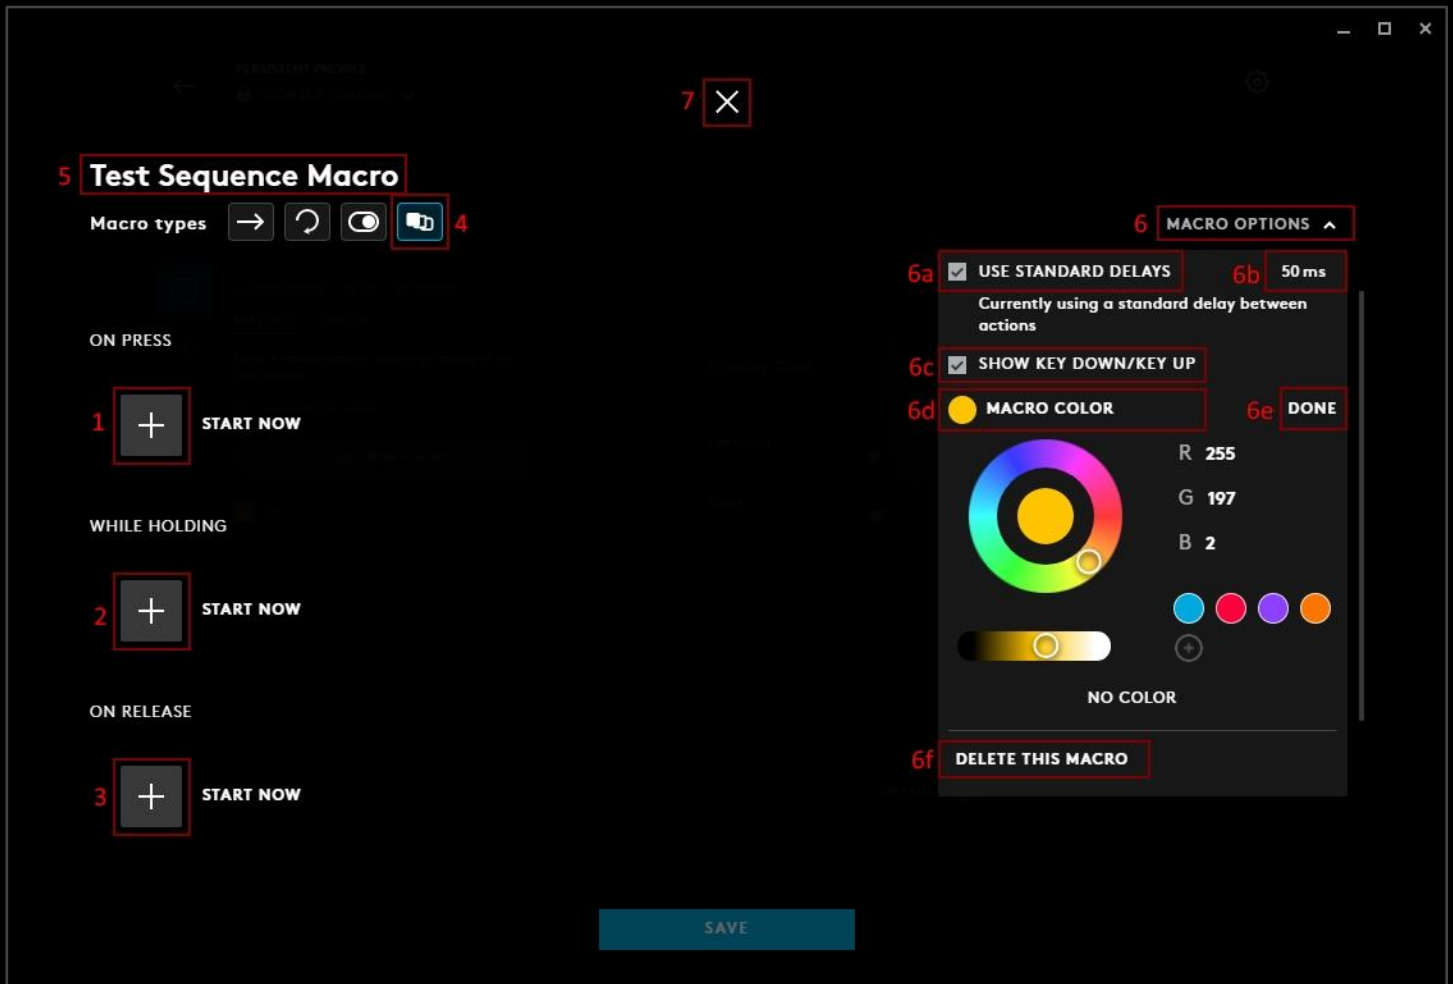 PERSISTENT PROFILE
7
5 Test Sequence Macro
Macro types
4
6 MACRO OPTIONS
6a USE STANDARD DELAYS 6b 50 ms
Currently using a standard delay between
actions
ON PRESS
6c SHOW KEY DOWN/KEY UP
6d MACRO COLOR 6e DONE
1 START NOW
R 255
G 197
WHILE HOLDING
B 2
2 START NOW
NO COLOR
ON RELEASE
6f DELETE THIS MACRO
3 START NOW
SAVE